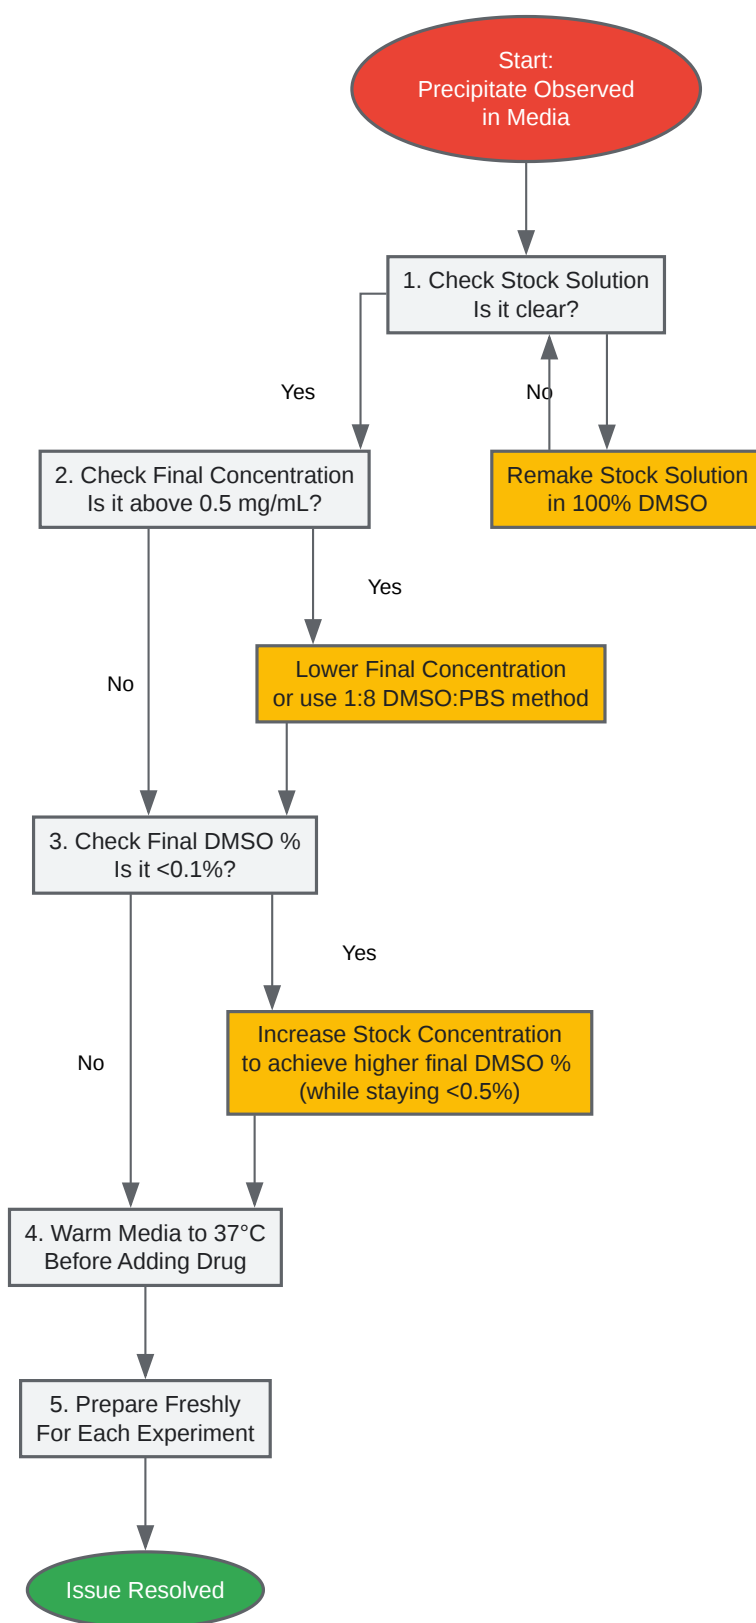 Start:
Precipitate Observed
in Media
1. Check Stock Solution
Is it clear?
Yes
No
2. Check Final Concentration
Is it above 0.5 mg/mL?
Remake Stock Solution
in 100% DMSO
Yes
Lower Final Concentration
or use 1:8 DMSO:PBS method
No
3. Check Final DMSO %
Is it <0.1%?
Yes
Increase Stock Concentration
to achieve higher final DMSO %
(while staying <0.5%)
No
4. Warm Media to 37°C
Before Adding Drug
5. Prepare Freshly
For Each Experiment
Issue Resolved